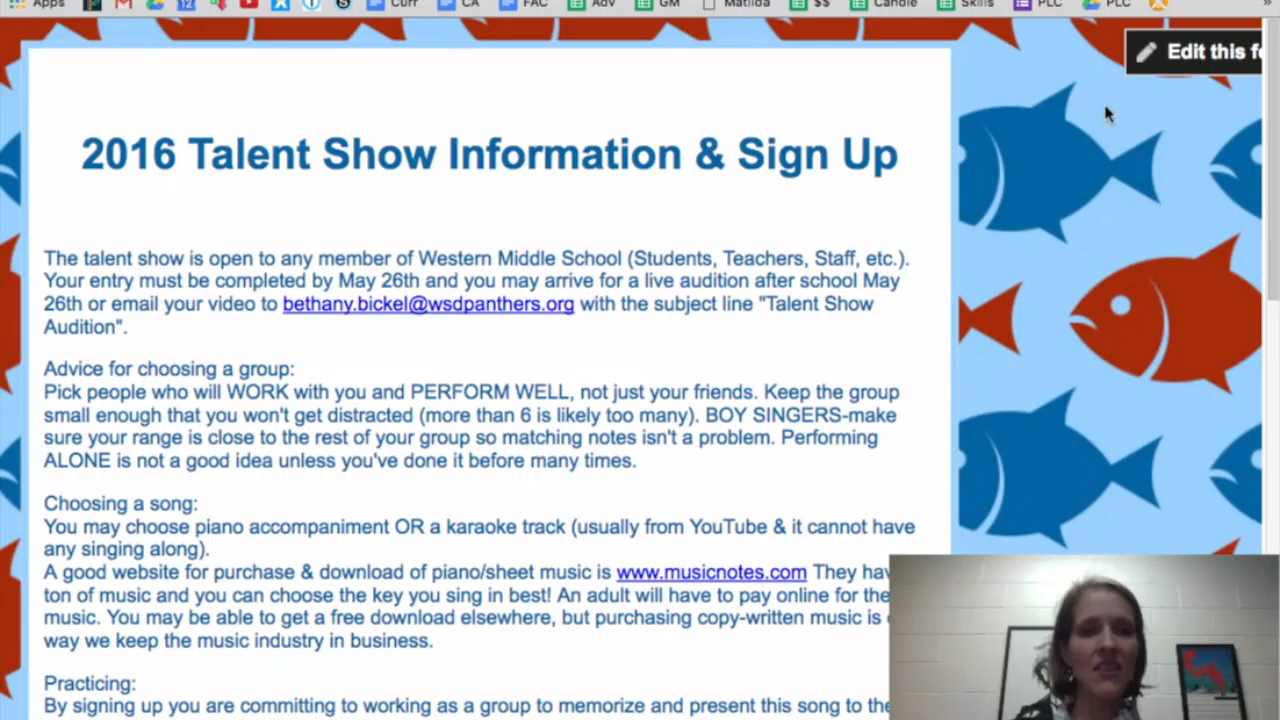 Apps
12
Curr
CA
FAC
Adv
GM
Matilda
$$
Candle
Skills
PLC
PLC
»
Edit this fo
2016 Talent Show Information & Sign Up
The talent show is open to any member of Western Middle School (Students, Teachers, Staff, etc.).
Your entry must be completed by May 26th and you may arrive for a live audition after school May
26th or email your video to bethany.bickel@wsdpanthers.org with the subject line "Talent Show
Audition".
Advice for choosing a group:
Pick people who will WORK with you and PERFORM WELL, not just your friends. Keep the group
small enough that you won't get distracted (more than 6 is likely too many). BOY SINGERS-make
sure your range is close to the rest of your group so matching notes isn't a problem. Performing
ALONE is not a good idea unless you've done it before many times.
Choosing a song:
You may choose piano accompaniment OR a karaoke track (usually from YouTube & it cannot have
any singing along).
A good website for purchase & download of piano/sheet music is www.musicnotes.com They hav
ton of music and you can choose the key you sing in best! An adult will have to pay online for the
music. You may be able to get a free download elsewhere, but purchasing copy-written music is
way we keep the music industry in business.
Practicing:
By signing up you are committing to working as a group to memorize and present this song to the